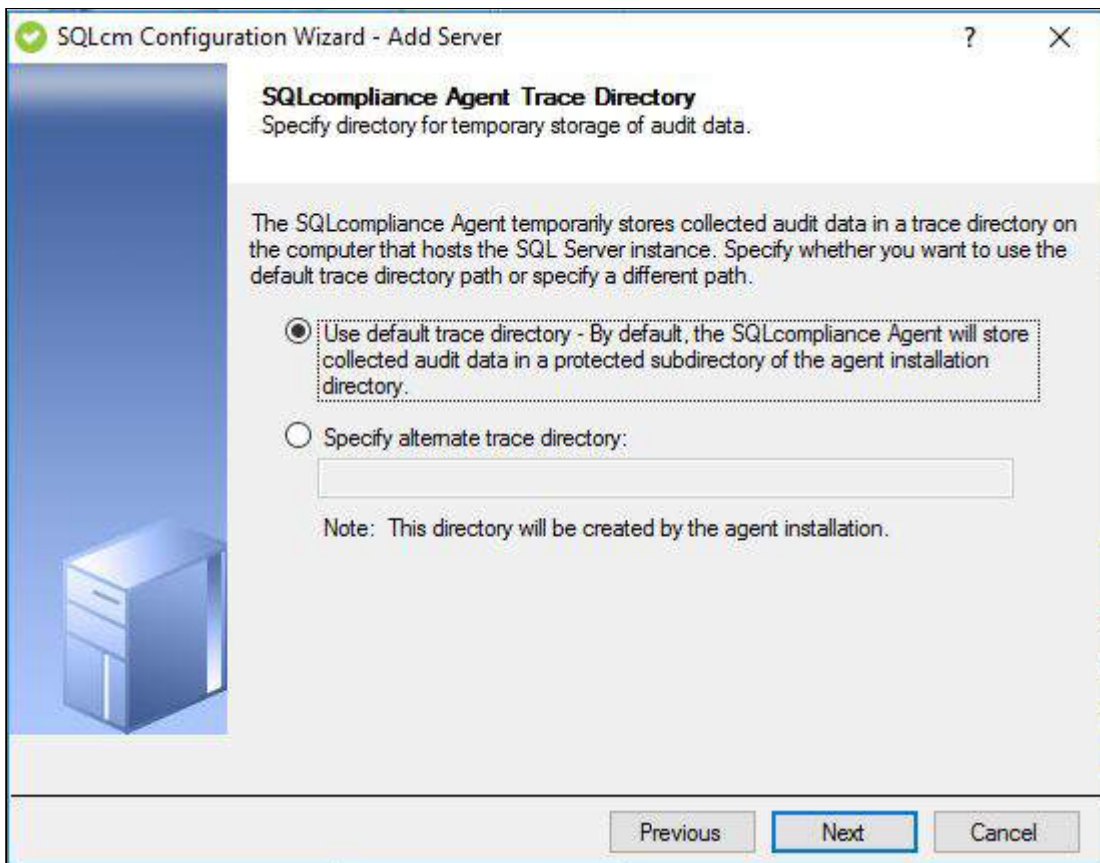 SQLcm Configuration Wizard - Add Server
?
SQLcompliance Agent Trace Directory
Specify directory for temporary storage of audit data.
The SQLcompliance Agent temporarily stores collected audit data in a trace directory on
the computer that hosts the SQL Server instance. Specify whether you want to use the
default trace directory path or specify a different path.
Use default trace directory - By default, the SQLcompliance Agent will store
collected audit data in a protected subdirectory of the agent installation
directory.
Specify alternate trace directory:
Note: This directory will be created by the agent installation.
Previous
Next
Cancel